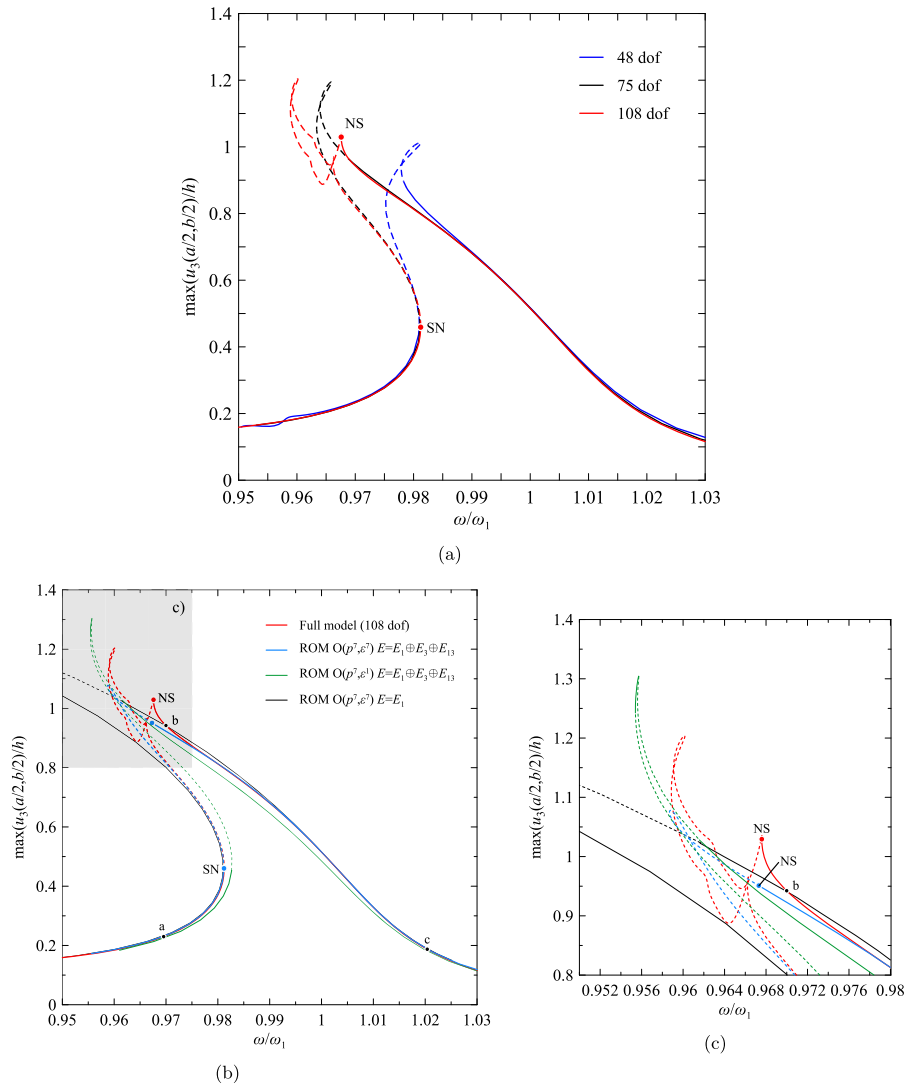 1.4
1.2
1
0.8
0.6
0.4
0.2
0
max(u3(a/2,b/2)/h)
48 dof
75 dof
108 dof
NS
SN
0.95 0.96 0.97 0.98 0.99 1 1.01 1.02 1.03
ω/ω1
(a)
1.4
1.2
1
0.8
0.6
0.4
0.2
0
max(u3(a/2,b/2)/h)
c)
Full model (108 dof)
ROM O(p⁷,ε⁷) E=E1⊕E3⊕E13
ROM O(p⁷,ε¹) E=E1⊕E3⊕E13
ROM O(p⁷,ε⁷) E=E1
NS
b
SN
a
c
0.95 0.96 0.97 0.98 0.99 1 1.01 1.02 1.03
ω/ω1
(b)
1.4
1.3
1.2
1.1
1
0.9
0.8
max(u3(a/2,b/2)/h)
NS
NS
b
0.952 0.956 0.96 0.964 0.968 0.972 0.976 0.98
ω/ω1
(c)